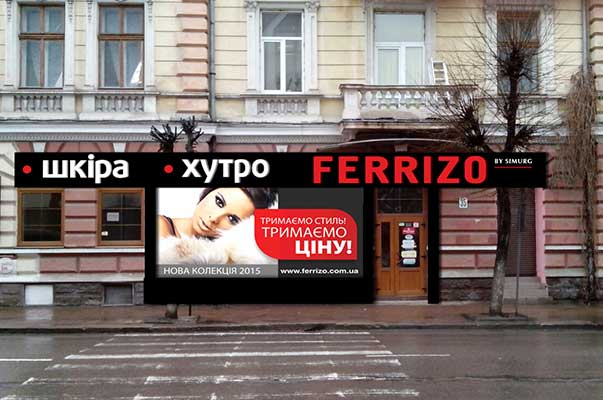 • шкіра • хутро FERRIZO BY SIMURG
ТРИМАЄМО СТИЛЬ!
ТРИМАЄМО
ЦІНУ!
НОВА КОЛЕКЦІЯ 2015 www.ferrizo.com.ua